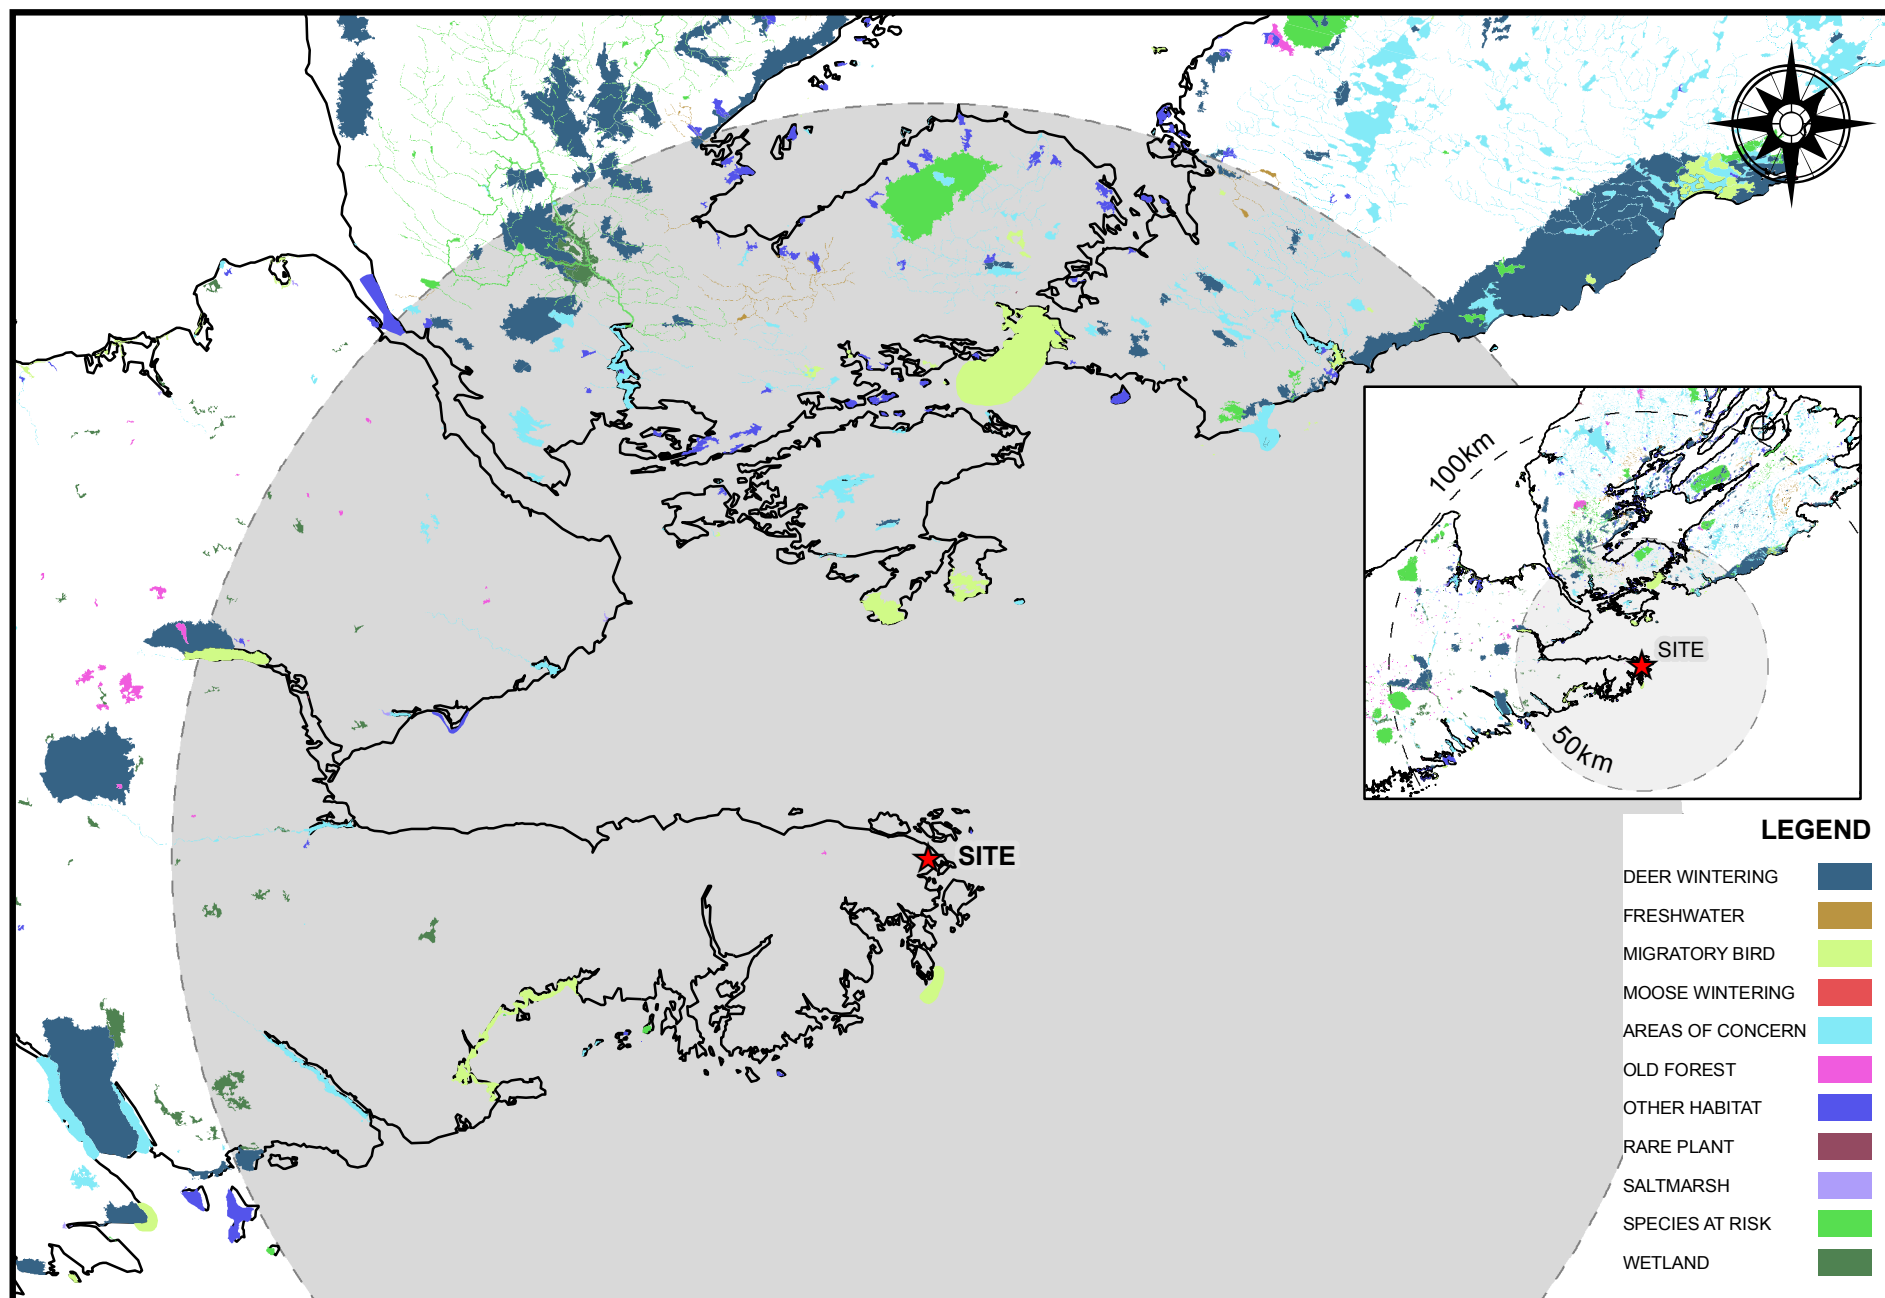 100km
SITE
50km
SITE
LEGEND
DEER WINTERING
FRESHWATER
MIGRATORY BIRD
MOOSE WINTERING
AREAS OF CONCERN
OLD FOREST
OTHER HABITAT
RARE PLANT
SALTMARSH
SPECIES AT RISK
WETLAND